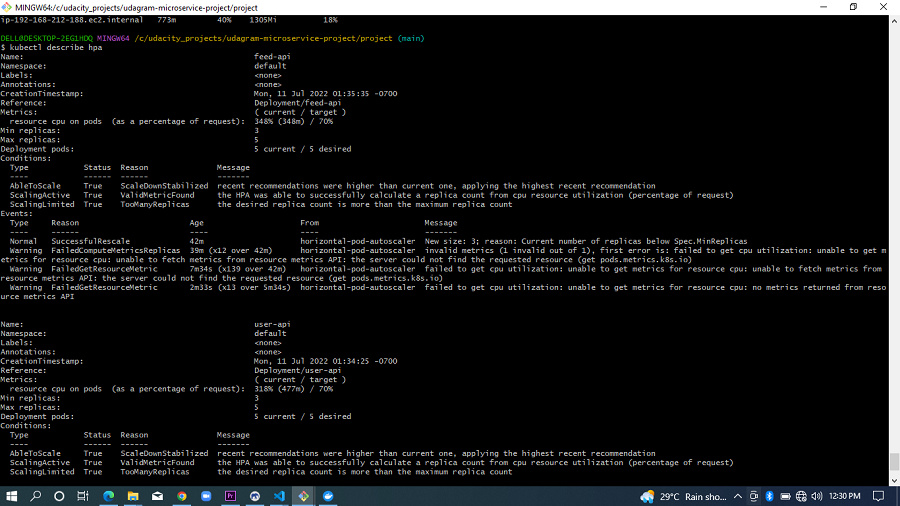 MINGW64:/c/udacity_projects/udagram-microservice-project/project
ip-192-168-212-188.ec2.internal 773m 40% 1305Mi 18%
DELL@DESKTOP-2EG1HDQ MINGW64 /c/udacity_projects/udagram-microservice-project/project (main)
$ kubectl describe hpa
Name: feed-api
Namespace: default
Labels: <none>
Annotations: <none>
CreationTimestamp: Mon, 11 Jul 2022 01:35:35 -0700
Reference: Deployment/feed-api
Metrics: ( current / target )
resource cpu on pods (as a percentage of request): 348% (348m) / 70%
Min replicas: 3
Max replicas: 5
Deployment pods: 5 current / 5 desired
Conditions:
Type Status Reason Message
---- ------ ------ -------
AbleToScale True ScaleDownStabilized recent recommendations were higher than current one, applying the highest recent recommendation
ScalingActive True ValidMetricFound the HPA was able to successfully calculate a replica count from cpu resource utilization (percentage of request)
ScalingLimited True TooManyReplicas the desired replica count is more than the maximum replica count
Events:
Type Reason Age From Message
---- ------ ---- ---- -------
Normal SuccessfulRescale 42m horizontal-pod-autoscaler New size: 3; reason: Current number of replicas below Spec.MinReplicas
Warning FailedComputeMetricsReplicas 39m (x12 over 42m) horizontal-pod-autoscaler invalid metrics (1 invalid out of 1), first error is: failed to get cpu utilization: unable to get m
etrics for resource cpu: unable to fetch metrics from resource metrics API: the server could not find the requested resource (get pods.metrics.k8s.io)
Warning FailedGetResourceMetric 7m34s (x139 over 42m) horizontal-pod-autoscaler failed to get cpu utilization: unable to get metrics for resource cpu: unable to fetch metrics from
resource metrics API: the server could not find the requested resource (get pods.metrics.k8s.io)
Warning FailedGetResourceMetric 2m33s (x13 over 5m34s) horizontal-pod-autoscaler failed to get cpu utilization: unable to get metrics for resource cpu: no metrics returned from reso
urce metrics API
Name: user-api
Namespace: default
Labels: <none>
Annotations: <none>
CreationTimestamp: Mon, 11 Jul 2022 01:34:25 -0700
Reference: Deployment/user-api
Metrics: ( current / target )
resource cpu on pods (as a percentage of request): 318% (477m) / 70%
Min replicas: 3
Max replicas: 5
Deployment pods: 5 current / 5 desired
Conditions:
Type Status Reason Message
---- ------ ------ -------
AbleToScale True ScaleDownStabilized recent recommendations were higher than current one, applying the highest recent recommendation
ScalingActive True ValidMetricFound the HPA was able to successfully calculate a replica count from cpu resource utilization (percentage of request)
ScalingLimited True TooManyReplicas the desired replica count is more than the maximum replica count
Pr
29°C Rain sho... 12:30 PM